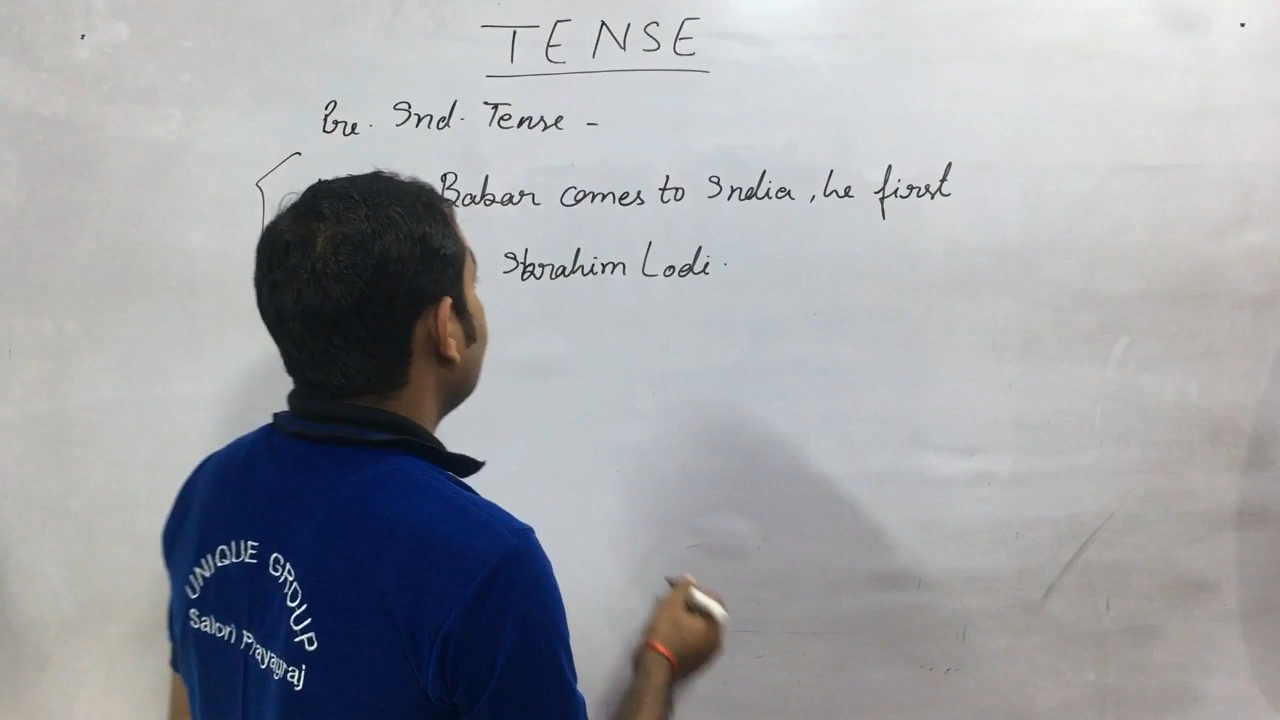 TENSE
Pre. Ind. Tense -
Babar comes to India, he first
Ibrahim Lodi.
UNIQUE GROUP
Salori Prayagraj